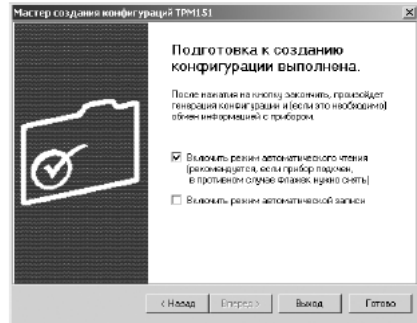 Мастер создания конфигураций ТРМ151
Подготовка к созданию
конфигурации выполнена.
После нажатия на кнопку закончить, произойдет
генерация конфигурации и (если это необходимо)
обмен информацией с прибором.
Включить режим автоматического чтения
(рекомендуется, если прибор подключен,
в противном случае флажек нужно снять)
Включить режим автоматической записи
< Назад
Вперед >
Выход
Готово